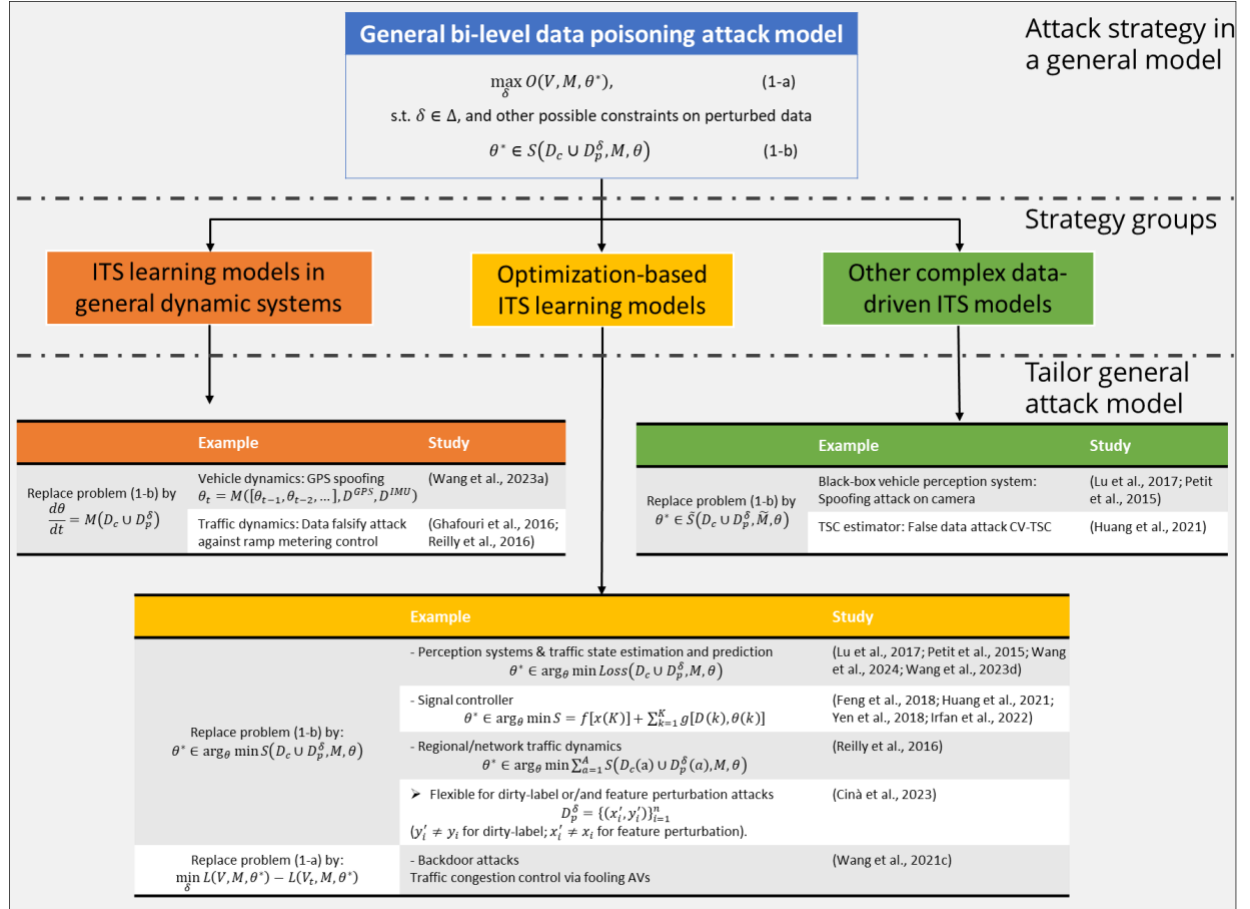 General bi-level data poisoning attack model
Attack strategy in
a general model
max_δ O(V, M, θ*), (1-a)
s.t. δ ∈ Δ, and other possible constraints on perturbed data
θ* ∈ S(D_c ∪ D_p^δ, M, θ) (1-b)
Strategy groups
ITS learning models in
general dynamic systems
Optimization-based
ITS learning models
Other complex data-
driven ITS models
Tailor general
attack model
Example Study
Replace problem (1-b) by
dθ/dt = M(D_c ∪ D_p^δ)
Vehicle dynamics: GPS spoofing
θ_t = M([θ_{t−1}, θ_{t−2}, …], D^{GPS}, D^{IMU})
(Wang et al., 2023a)
Traffic dynamics: Data falsify attack
against ramp metering control
(Ghafouri et al., 2016;
Reilly et al., 2016)
Example Study
Replace problem (1-b) by
θ* ∈ S̃(D_c ∪ D_p^δ, M̃, θ)
Black-box vehicle perception system:
Spoofing attack on camera
(Lu et al., 2017; Petit
et al., 2015)
TSC estimator: False data attack CV-TSC
(Huang et al., 2021)
Example Study
Replace problem (1-b) by:
θ* ∈ arg_θ min S(D_c ∪ D_p^δ, M, θ)
- Perception systems & traffic state estimation and prediction
θ* ∈ arg_θ min Loss(D_c ∪ D_p^δ, M, θ)
(Lu et al., 2017; Petit et al., 2015; Wang
et al., 2024; Wang et al., 2023d)
- Signal controller
θ* ∈ arg_θ min S = f[x(K)] + ∑_{k=1}^K g[D(k), θ(k)]
(Feng et al., 2018; Huang et al., 2021;
Yen et al., 2018; Irfan et al., 2022)
- Regional/network traffic dynamics
θ* ∈ arg_θ min ∑_{a=1}^A S(D_c(a) ∪ D_p^δ(a), M, θ)
(Reilly et al., 2016)
➢ Flexible for dirty-label or/and feature perturbation attacks
D_p^δ = {(x_i′, y_i′)}_{i=1}^n
(y_i′ ≠ y_i for dirty-label; x_i′ ≠ x_i for feature perturbation).
(Cinà et al., 2023)
Replace problem (1-a) by:
min_δ L(V, M, θ*) − L(V_t, M, θ*)
- Backdoor attacks
Traffic congestion control via fooling AVs
(Wang et al., 2021c)